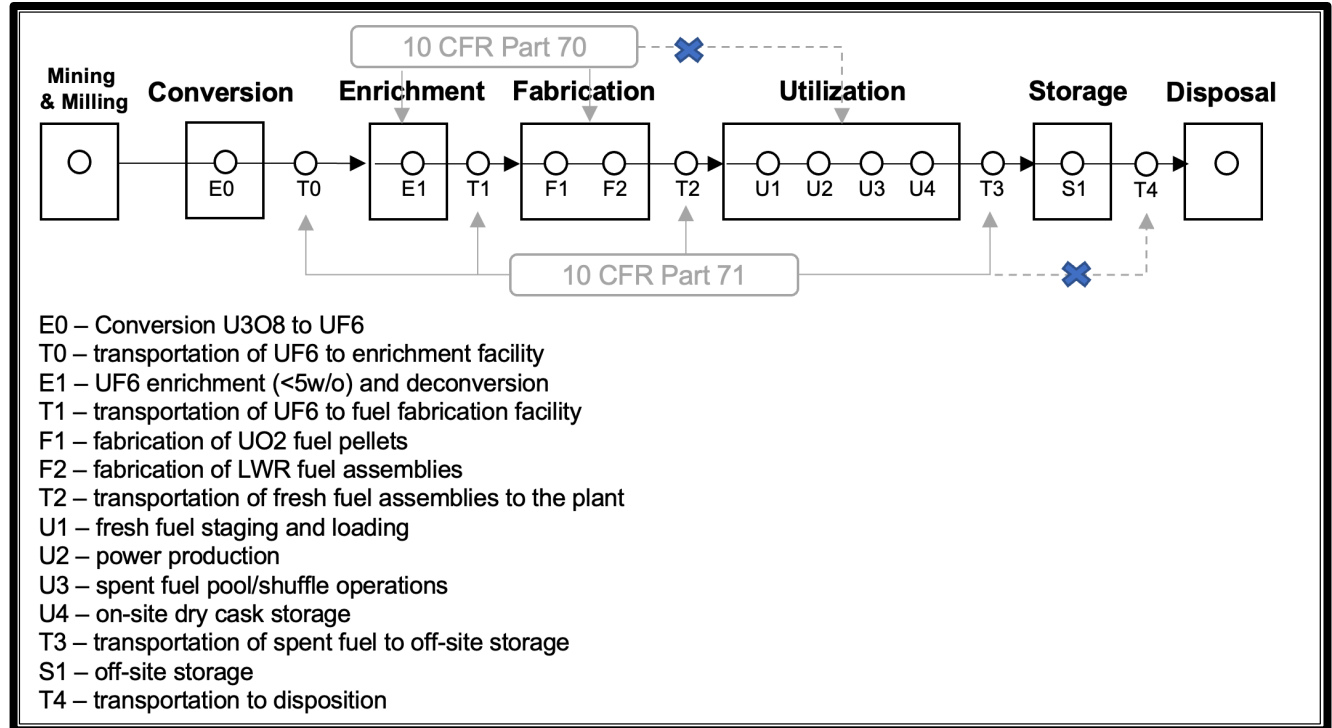 10 CFR Part 70
Mining
& Milling
Conversion
Enrichment
Fabrication
Utilization
Storage
Disposal
E0
T0
E1
T1
F1
F2
T2
U1
U2
U3
U4
T3
S1
T4
10 CFR Part 71
E0 – Conversion U3O8 to UF6
T0 – transportation of UF6 to enrichment facility
E1 – UF6 enrichment (<5w/o) and deconversion
T1 – transportation of UF6 to fuel fabrication facility
F1 – fabrication of UO2 fuel pellets
F2 – fabrication of LWR fuel assemblies
T2 – transportation of fresh fuel assemblies to the plant
U1 – fresh fuel staging and loading
U2 – power production
U3 – spent fuel pool/shuffle operations
U4 – on-site dry cask storage
T3 – transportation of spent fuel to off-site storage
S1 – off-site storage
T4 – transportation to disposition